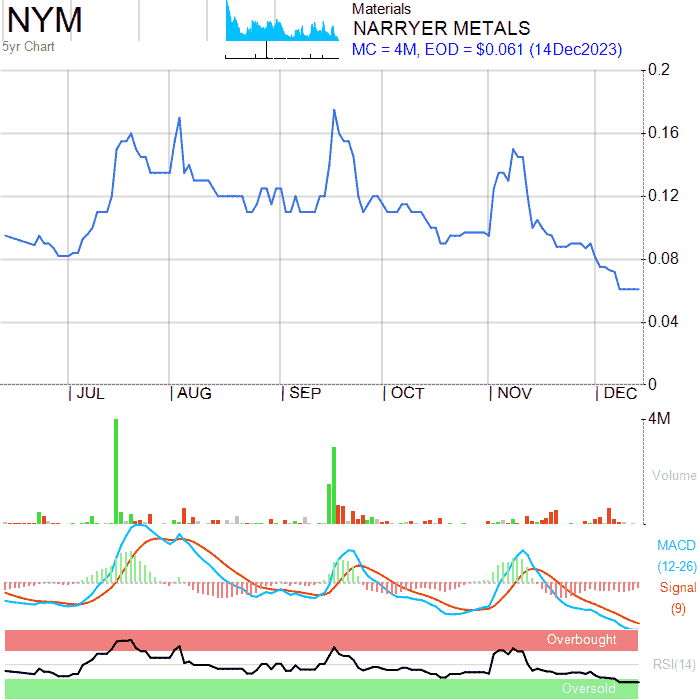 NYM
Materials
NARRYER METALS
5yr Chart
MC = 4M, EOD = $0.061 (14Dec2023)
0.2
0.16
0.12
0.08
0.04
0
JUL
AUG
SEP
OCT
NOV
DEC
4M
Volume
MACD
(12-26)
Signal
(9)
Overbought
RSI(14)
Oversold